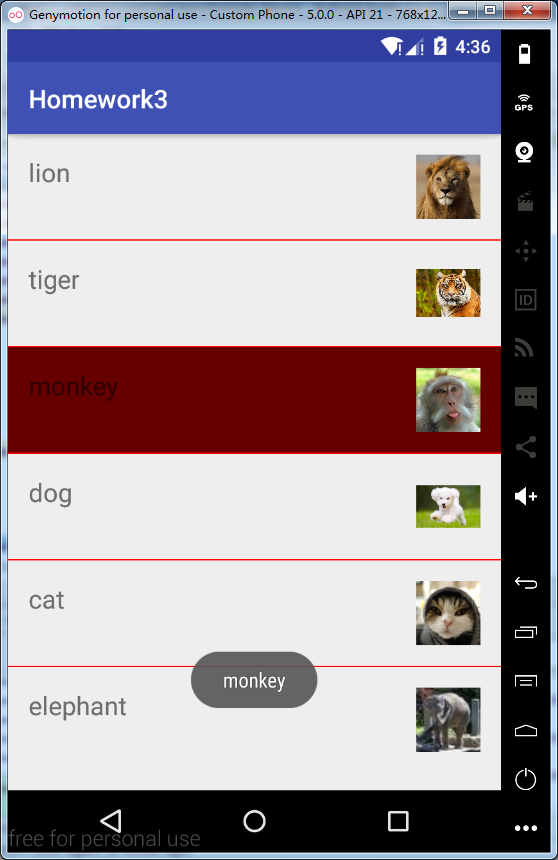 Genymotion for personal use - Custom Phone - 5.0.0 - API 21 - 768x12...
4:36
Homework3
GPS
lion
tiger
ID
monkey
dog
cat
monkey
elephant
free for personal use